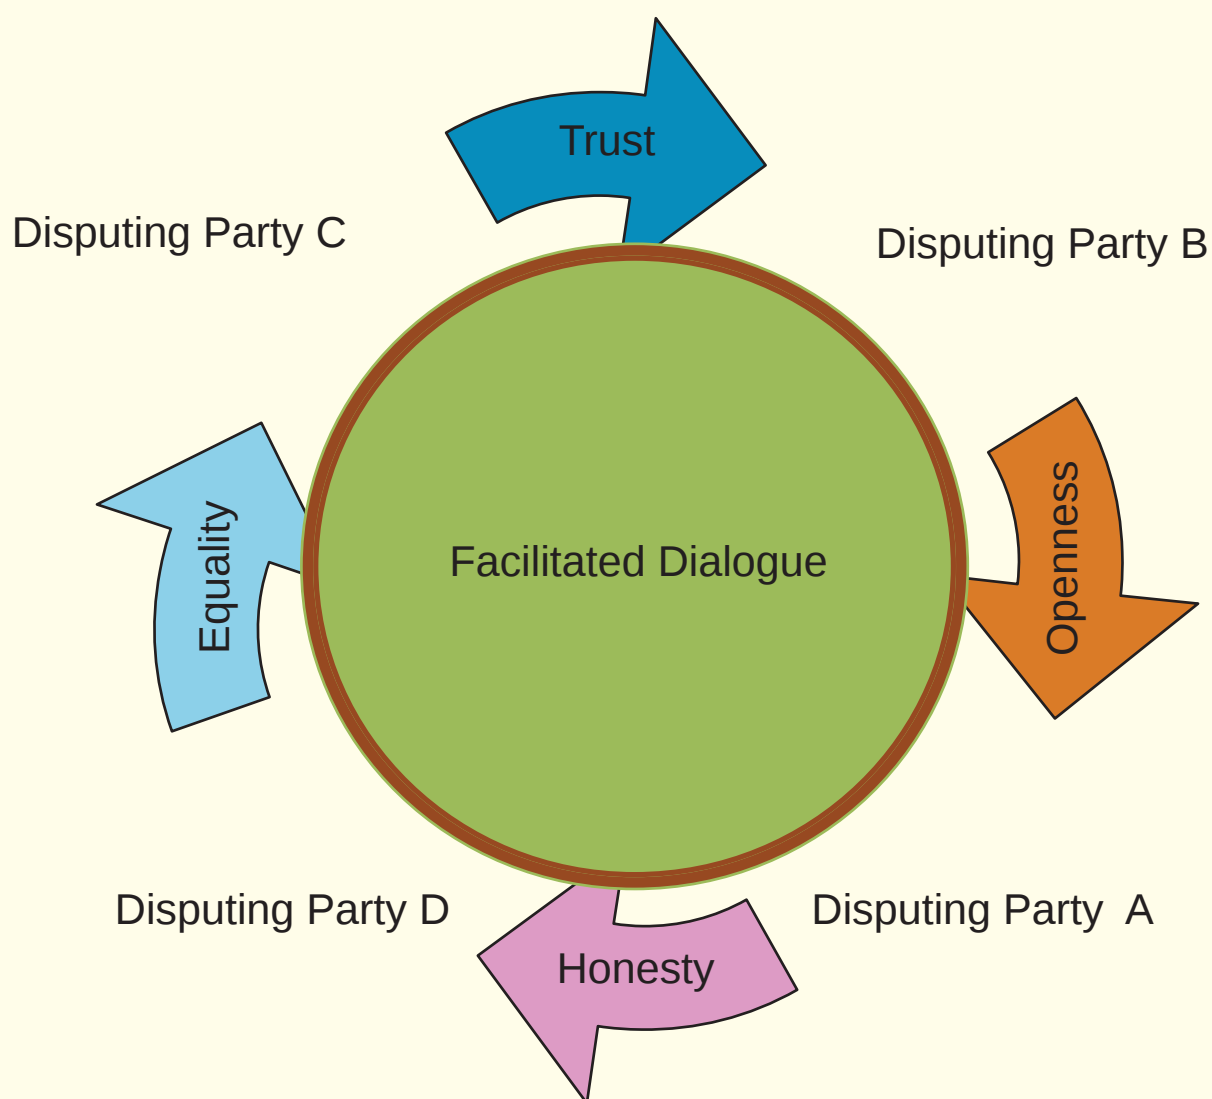 Trust
Disputing Party C
Disputing Party B
Openness
Equality
Facilitated Dialogue
Disputing Party D
Disputing Party  A
Honesty